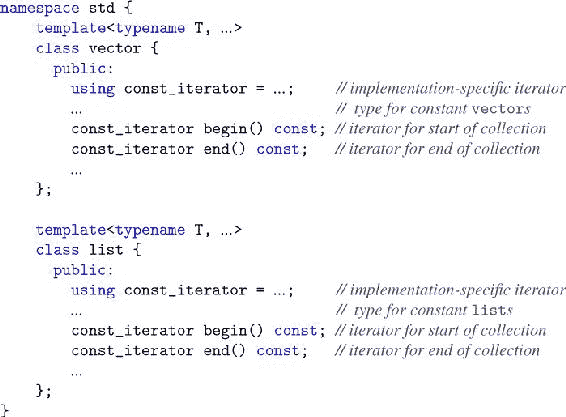 namespace std {
template<typename T, ...>
class vector {
public:
using const_iterator = ...; // implementation-specific iterator
... // type for constant vectors
const_iterator begin() const; // iterator for start of collection
const_iterator end() const; // iterator for end of collection
...
};
template<typename T, ...>
class list {
public:
using const_iterator = ...; // implementation-specific iterator
... // type for constant lists
const_iterator begin() const; // iterator for start of collection
const_iterator end() const; // iterator for end of collection
...
};
}